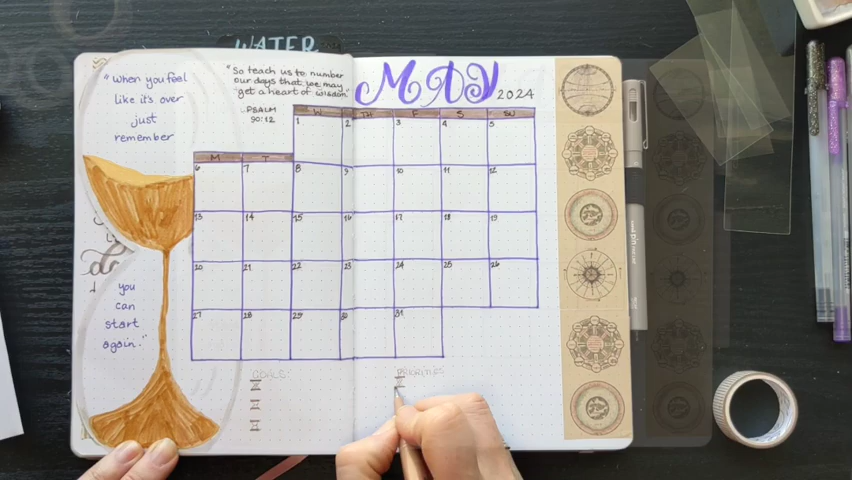 WATER
"when you feel
like it's over
just
remember
you
can
start
again."
"So teach us to number
our days that we may
get a heart of wisdom"
PSALM
90:12
MAY
2024
W TH F S SU
1 2 3 4 5
M T
6 7 8 9 10 11 12
13 14 15 16 17 18 19
20 21 22 23 24 25 26
27 28 29 30 31
GOALS:
PRIORITIES